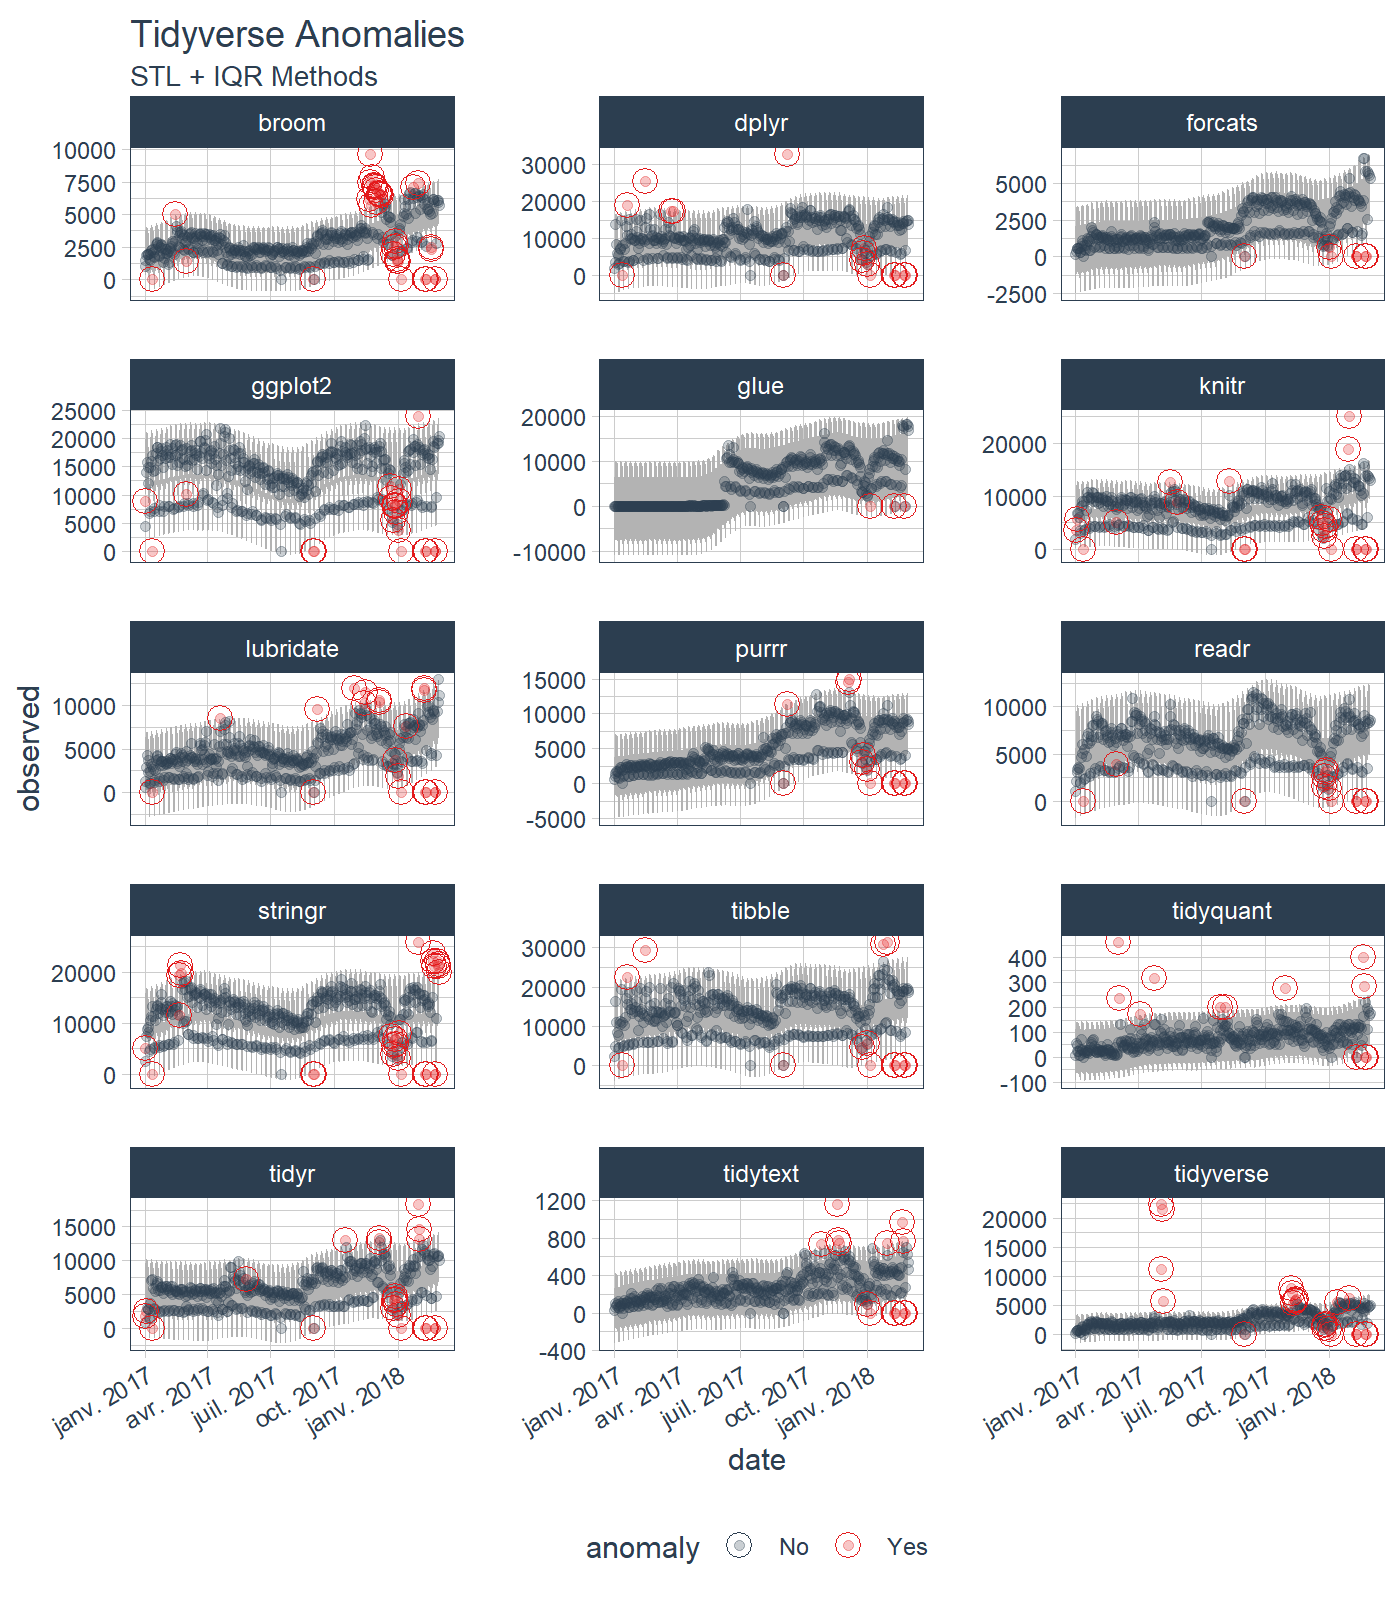 Tidyverse Anomalies
STL + IQR Methods
broom
dplyr
forcats
10000
7500
5000
2500
0
30000
20000
10000
0
5000
2500
0
-2500
ggplot2
glue
knitr
25000
20000
15000
10000
5000
0
20000
10000
0
-10000
20000
10000
0
lubridate
purrr
readr
10000
5000
0
15000
10000
5000
0
-5000
10000
5000
0
observed
stringr
tibble
tidyquant
20000
10000
0
30000
20000
10000
0
400
300
200
100
0
-100
tidyr
tidytext
tidyverse
15000
10000
5000
0
1200
800
400
0
-400
20000
15000
10000
5000
0
janv. 2017
avr. 2017
juil. 2017
oct. 2017
janv. 2018
janv. 2017
avr. 2017
juil. 2017
oct. 2017
janv. 2018
janv. 2017
avr. 2017
juil. 2017
oct. 2017
janv. 2018
date
anomaly No Yes